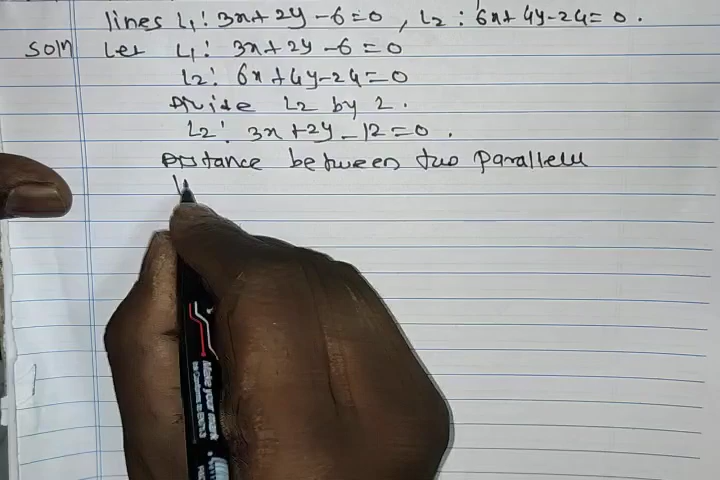 lines L1: 3x+2y-6=0, L2: 6x+4y-24=0.
Soln Let L1: 3x+2y-6=0
L2: 6x+4y-24=0
Divide L2 by 2.
L2: 3x+2y-12=0.
Distance between two parallel